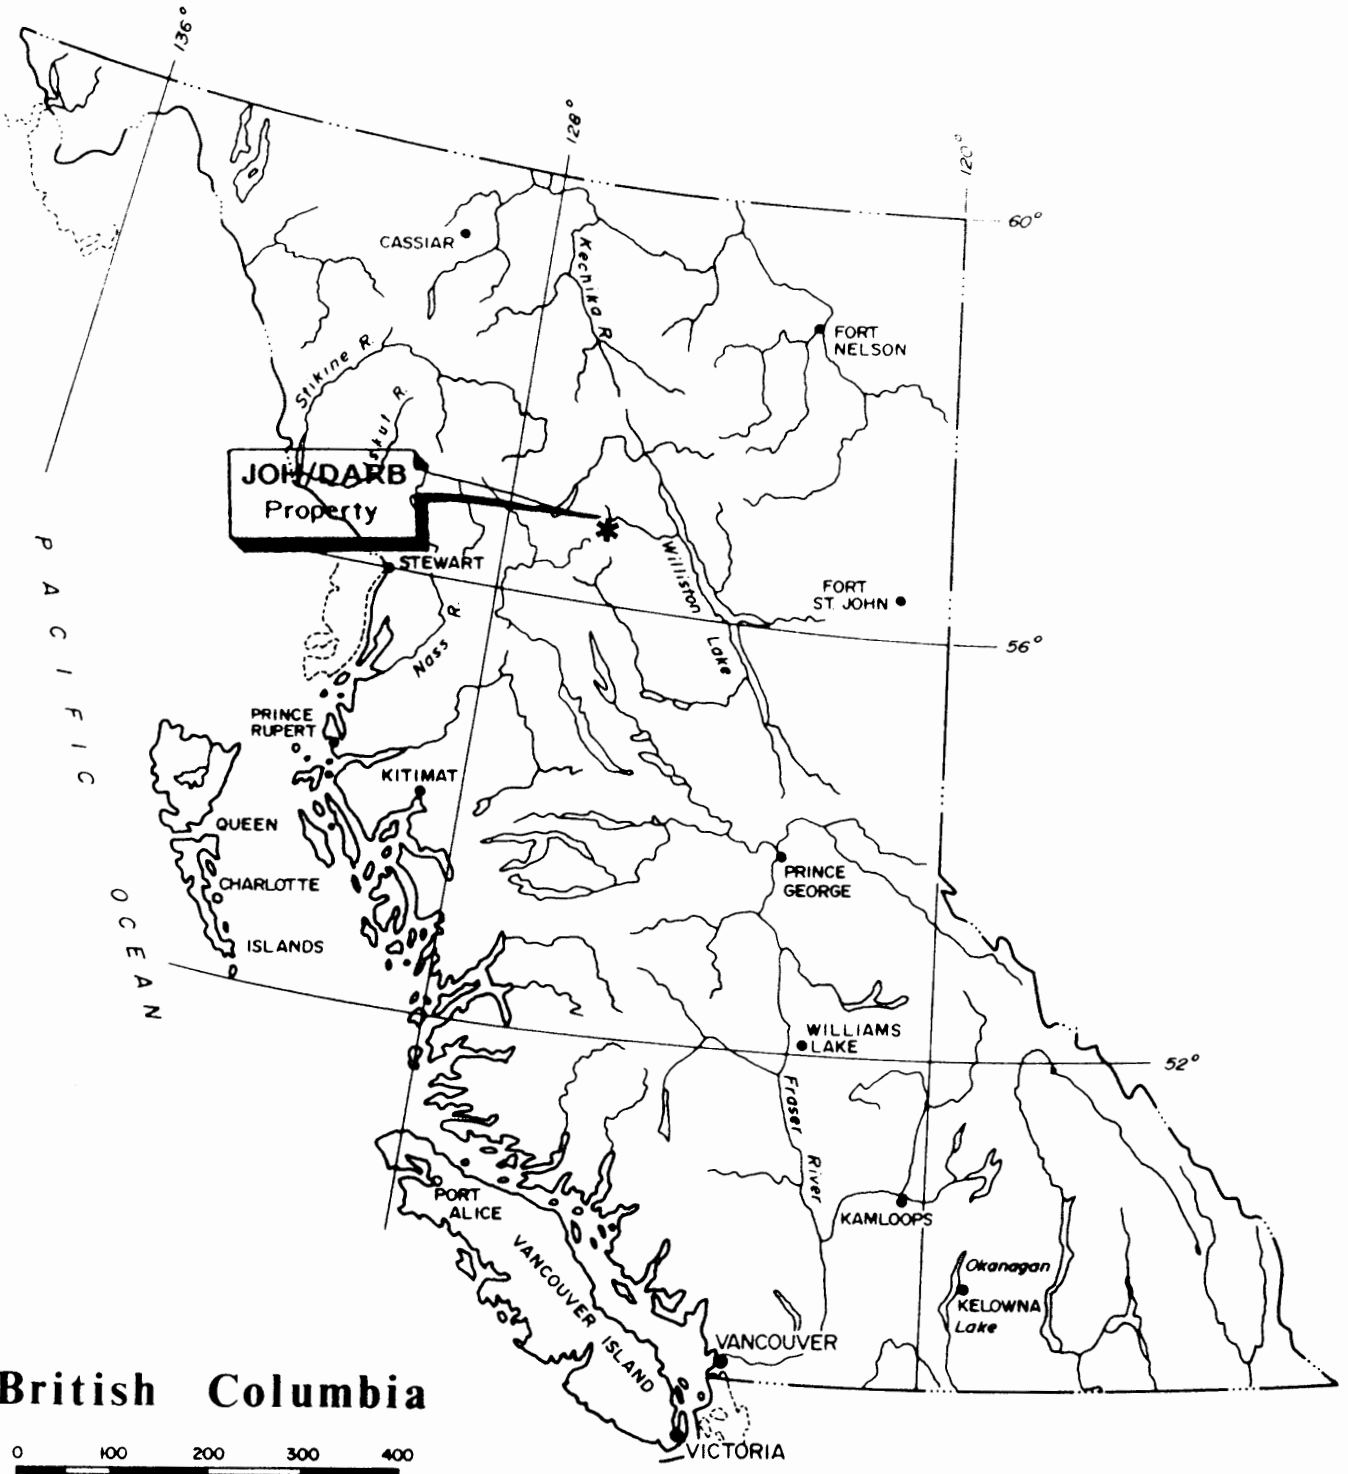 136°
128°
120°
60°
CASSIAR
Kechika R.
FORT
NELSON
Stikine R.
JOH/DARB
Property
STEWART
Williston
Lake
FORT
ST. JOHN
Nass R.
56°
PACIFIC
OCEAN
PRINCE
RUPERT
KITIMAT
QUEEN
CHARLOTTE
ISLANDS
PRINCE
GEORGE
WILLIAMS
LAKE
52°
Fraser
River
PORT
ALICE
KAMLOOPS
VANCOUVER ISLAND
Okanagan
KELOWNA
Lake
VANCOUVER
VICTORIA
British Columbia
0 100 200 300 400